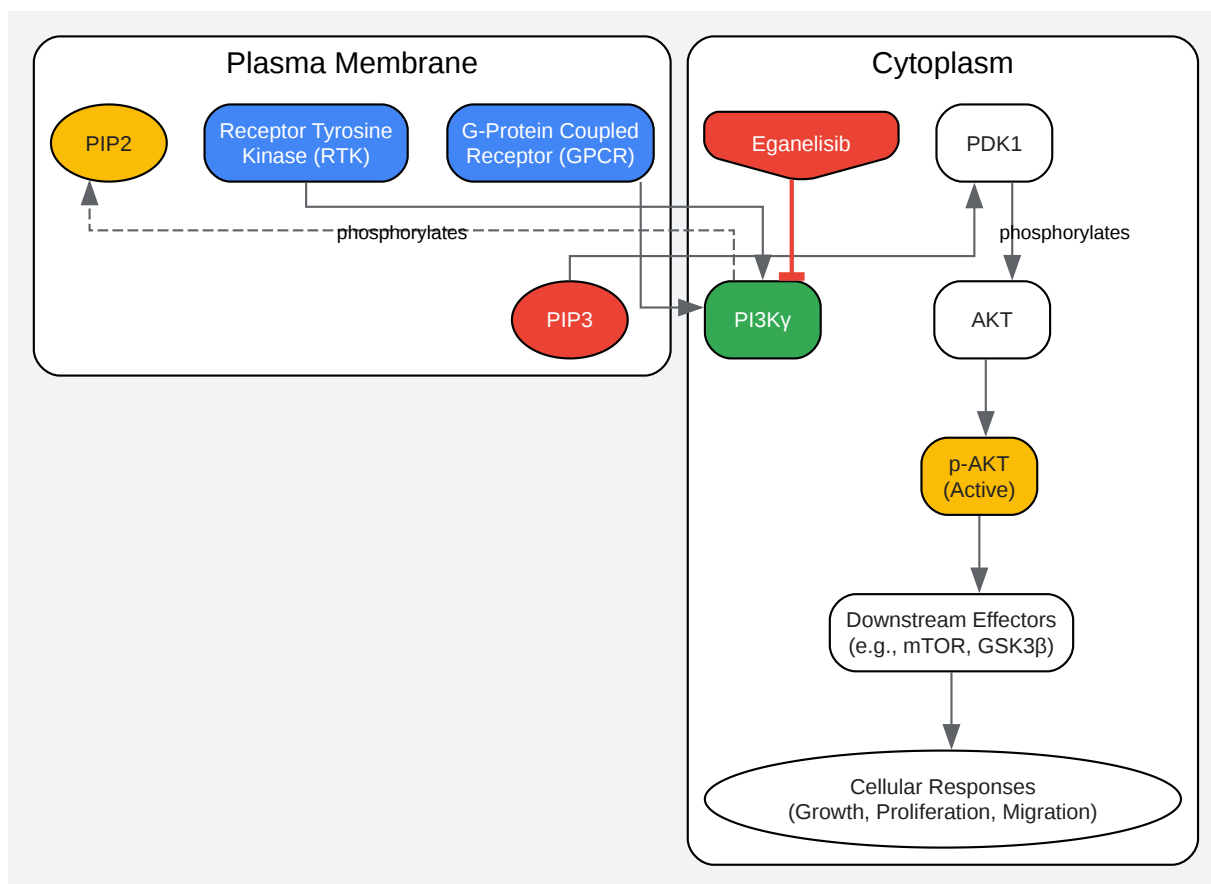 Plasma Membrane
Cytoplasm
PIP2
Receptor Tyrosine
Kinase (RTK)
G-Protein Coupled
Receptor (GPCR)
Eganelisib
PDK1
phosphorylates
phosphorylates
PIP3
PI3Kγ
AKT
p-AKT
(Active)
Downstream Effectors
(e.g., mTOR, GSK3β)
Cellular Responses
(Growth, Proliferation, Migration)